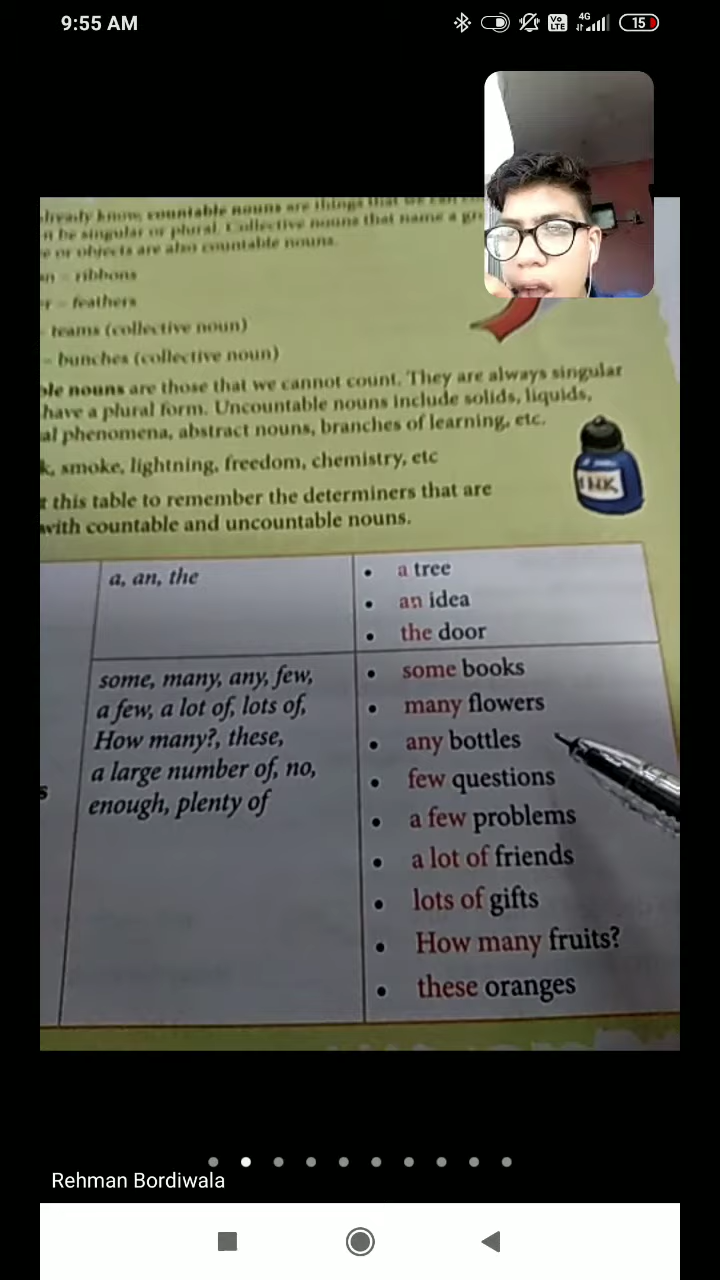 9:55 AM
Vo LTE 4G 15
already know, countable nouns are things that we can
n be singular or plural. Collective nouns that name a
e or objects are also countable nouns.
n – ribbons
r – feathers
- teams (collective noun)
- bunches (collective noun)
ble nouns are those that we cannot count. They are always singular
have a plural form. Uncountable nouns include solids, liquids,
al phenomena, abstract nouns, branches of learning, etc.
k, smoke, lightning, freedom, chemistry, etc
t this table to remember the determiners that are
with countable and uncountable nouns.
INK
a, an, the
• a tree
• an idea
• the door
some, many, any, few,
a few, a lot of, lots of,
How many?, these,
a large number of, no,
enough, plenty of
s
• some books
• many flowers
• any bottles
• few questions
• a few problems
• a lot of friends
• lots of gifts
• How many fruits?
• these oranges
Rehman Bordiwala